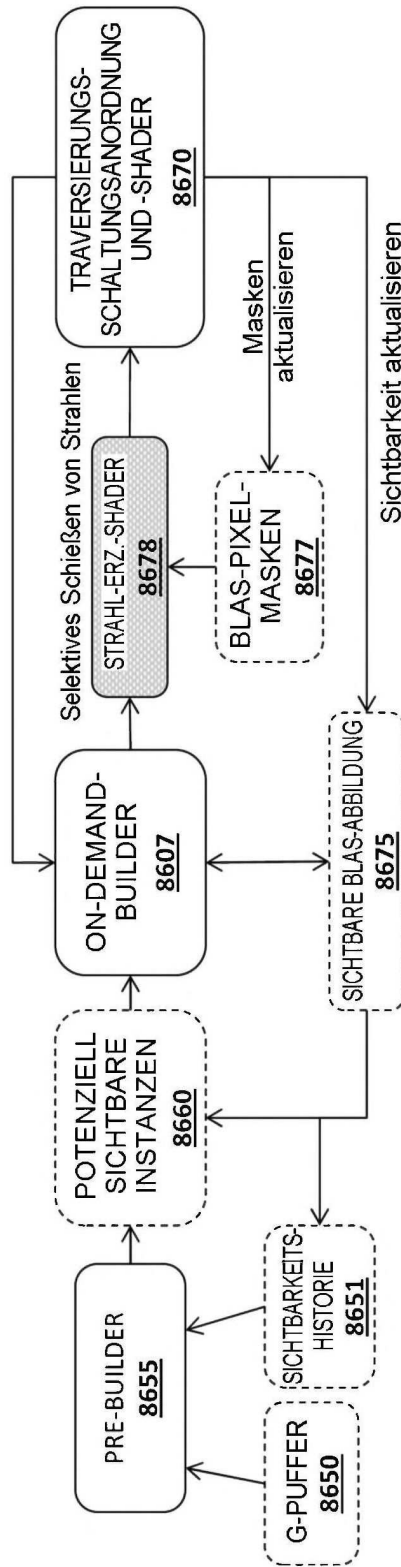 PRE-BUILDER
8655
G-PUFFER
8650
SICHTBARKEITS-
HISTORIE
8651
POTENZIELL
SICHTBARE
INSTANZEN
8660
ON-DEMAND-
BUILDER
8607
SICHTBARE BLAS-ABBILDUNG
8675
Selektives Schießen von Strahlen
STRAHL-ERZ.-SHADER
8678
BLAS-PIXEL-
MASKEN
8677
Masken
aktualisieren
TRAVERSIERUNGS-
SCHALTUNGSANORDNUNG
UND -SHADER
8670
Sichtbarkeit aktualisieren